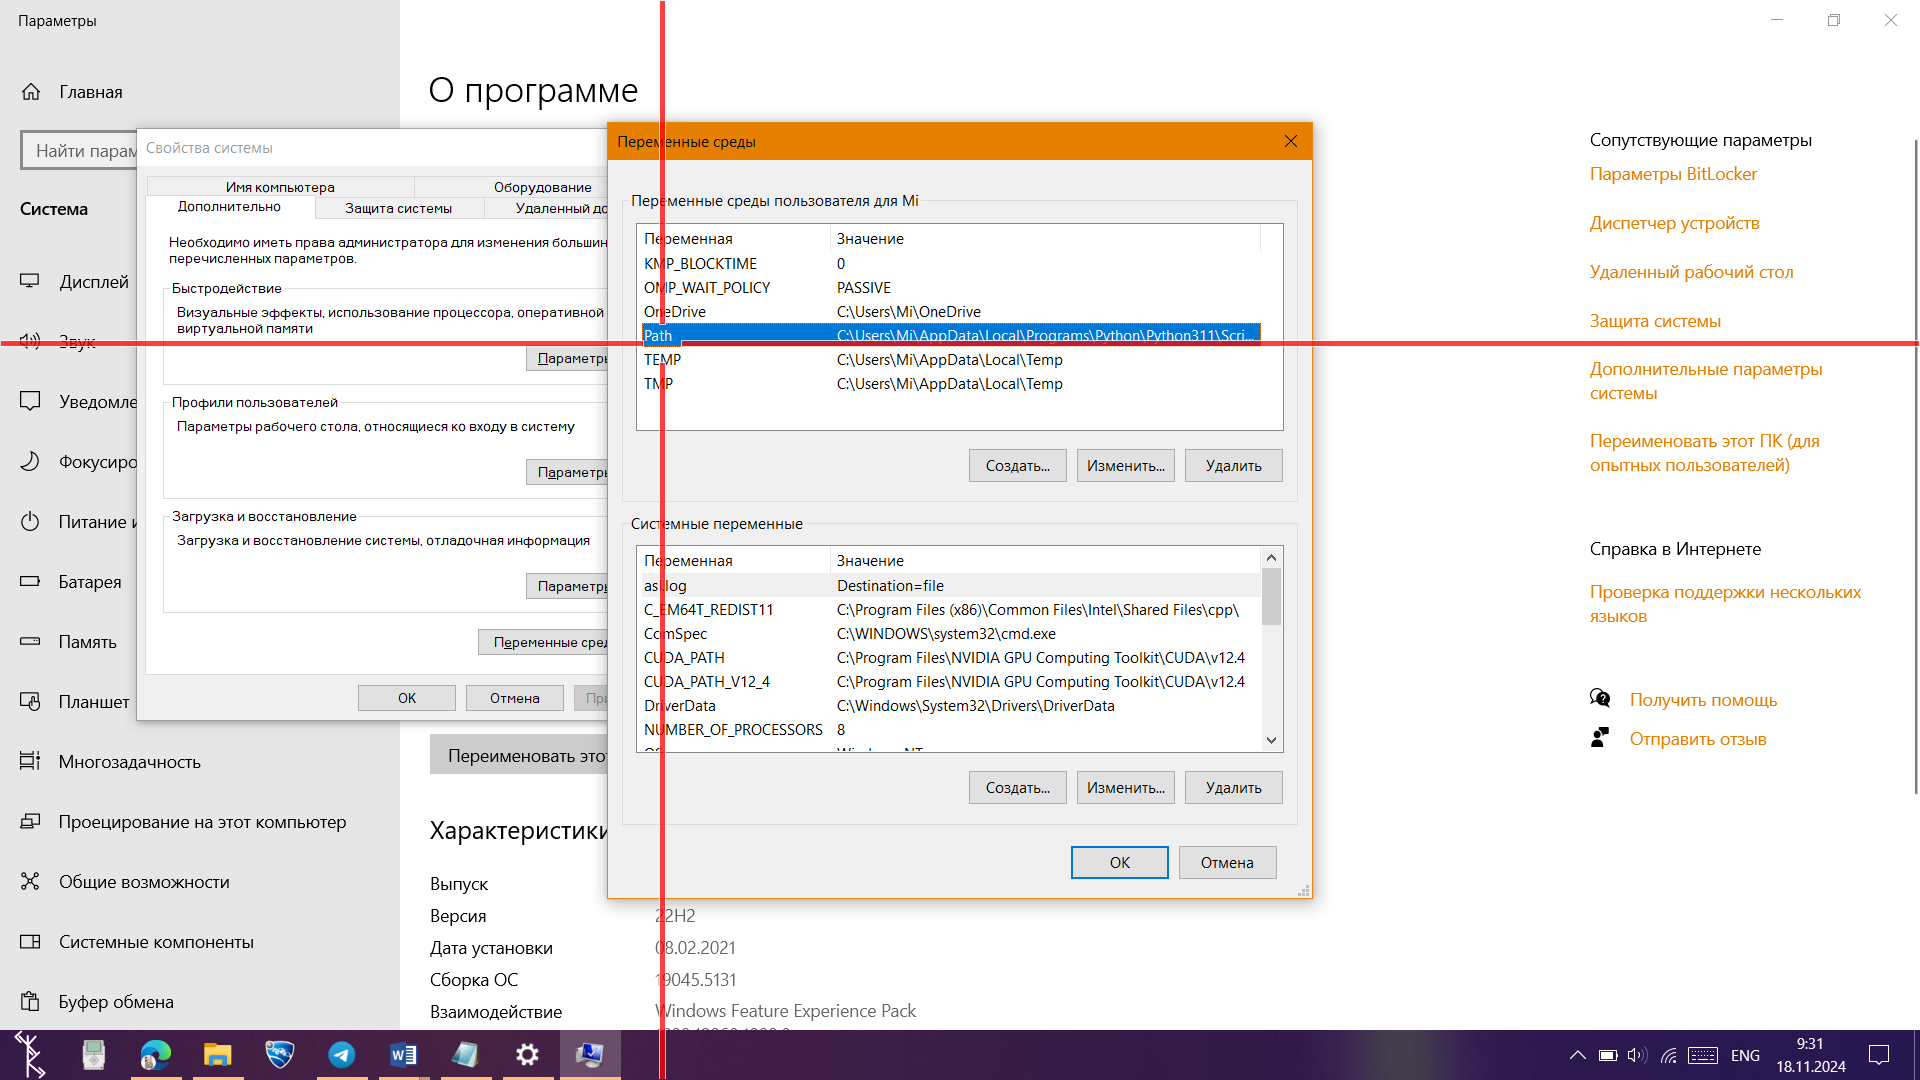 Параметры
Главная
Найти парам
Система
Дисплей
Звук
Уведомле
Фокусиро
Питание и
Батарея
Память
Планшет
Многозадачность
Проецирование на этот компьютер
Общие возможности
Системные компоненты
Буфер обмена
О программе
Свойства системы
Имя компьютера
Оборудование
Дополнительно
Защита системы
Удаленный до
Необходимо иметь права администратора для изменения большин
перечисленных параметров.
Быстродействие
Визуальные эффекты, использование процессора, оперативной
виртуальной памяти
Параметры
Профили пользователей
Параметры рабочего стола, относящиеся ко входу в систему
Параметры
Загрузка и восстановление
Загрузка и восстановление системы, отладочная информация
Параметры
Переменные сред
ОК
Отмена
При
Переименовать этот
Характеристики
Выпуск
Версия 22H2
Дата установки 08.02.2021
Сборка ОС 19045.5131
Взаимодействие Windows Feature Experience Pack
Переменные среды
Переменные среды пользователя для Mi
Переменная Значение
KMP_BLOCKTIME 0
OMP_WAIT_POLICY PASSIVE
OneDrive C:\Users\Mi\OneDrive
Path C:\Users\Mi\AppData\Local\Programs\Python\Python311\Scri...
TEMP C:\Users\Mi\AppData\Local\Temp
TMP C:\Users\Mi\AppData\Local\Temp
Создать... Изменить... Удалить
Системные переменные
Переменная Значение
asl.log Destination=file
C_EM64T_REDIST11 C:\Program Files (x86)\Common Files\Intel\Shared Files\cpp\
ComSpec C:\WINDOWS\system32\cmd.exe
CUDA_PATH C:\Program Files\NVIDIA GPU Computing Toolkit\CUDA\v12.4
CUDA_PATH_V12_4 C:\Program Files\NVIDIA GPU Computing Toolkit\CUDA\v12.4
DriverData C:\Windows\System32\Drivers\DriverData
NUMBER_OF_PROCESSORS 8
Создать... Изменить... Удалить
ОК Отмена
Сопутствующие параметры
Параметры BitLocker
Диспетчер устройств
Удаленный рабочий стол
Защита системы
Дополнительные параметры
системы
Переименовать этот ПК (для
опытных пользователей)
Справка в Интернете
Проверка поддержки нескольких
языков
Получить помощь
Отправить отзыв
ENG
9:31
18.11.2024